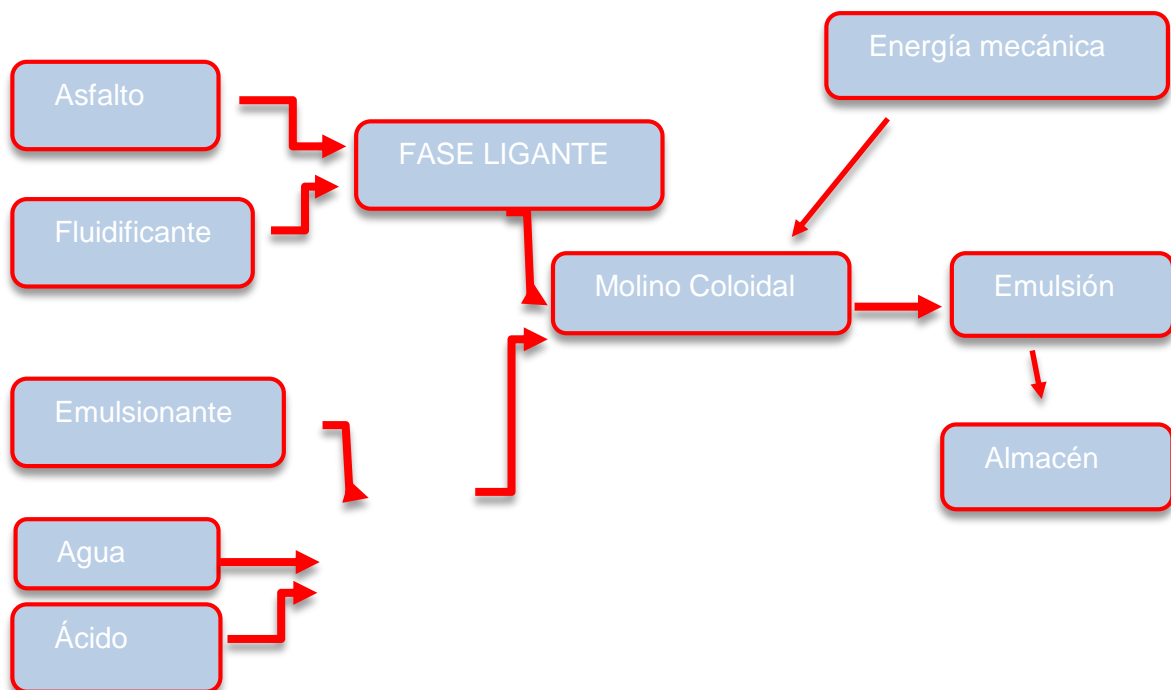 Energía mecánica
Asfalto
FASE LIGANTE
Fluidificante
Molino Coloidal
Emulsión
Emulsionante
Almacén
Agua
Ácido